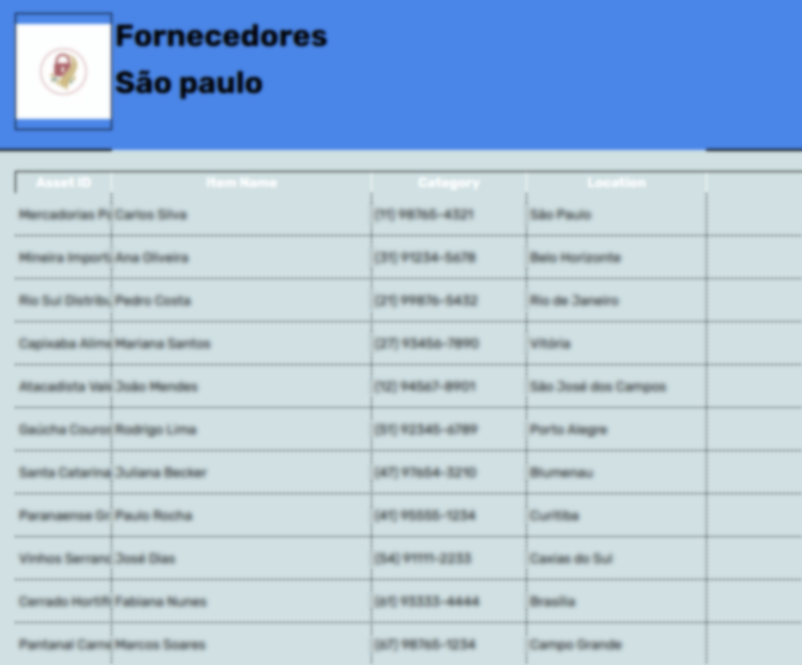 Fornecedores
São paulo
Asset ID Item Name Category Location
Mercadorias Pa Carlos Silva (11) 98765-4321 São Paulo
Mineira Import Ana Oliveira (31) 91234-5678 Belo Horizonte
Rio Sul Distribu Pedro Costa (21) 99876-5432 Rio de Janeiro
Capixaba Alime Mariana Santos (27) 93456-7890 Vitória
Atacadista Vale João Mendes (12) 94567-8901 São José dos Campos
Gaúcha Couros Rodrigo Lima (51) 92345-6789 Porto Alegre
Santa Catarina Juliana Becker (47) 97654-3210 Blumenau
Paranaense Gr Paulo Rocha (41) 95555-1234 Curitiba
Vinhos Serrano José Dias (54) 91111-2233 Caxias do Sul
Cerrado Hortifr Fabiana Nunes (61) 93333-4444 Brasília
Pantanal Carne Marcos Soares (67) 98765-1234 Campo Grande